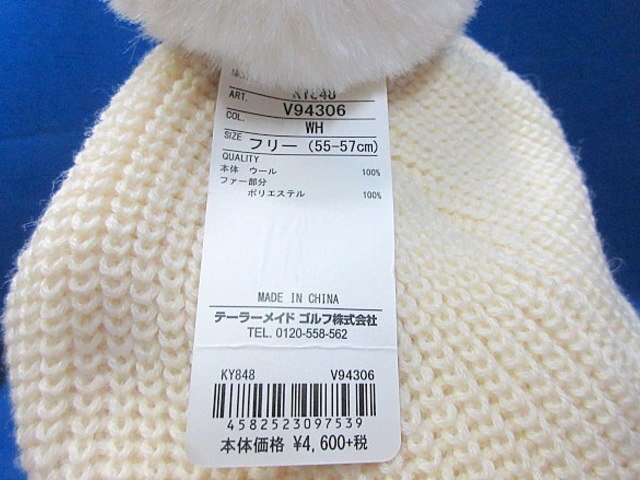 ART. KY848
V94306
COL. WH
SIZE フリー (55-57cm)
QUALITY
本体 ウール 100%
ファー部分
ポリエステル 100%
MADE IN CHINA
テーラーメイド ゴルフ株式会社
TEL. 0120-558-562
KY848 V94306
4582523097539
本体価格 ¥4,600+税